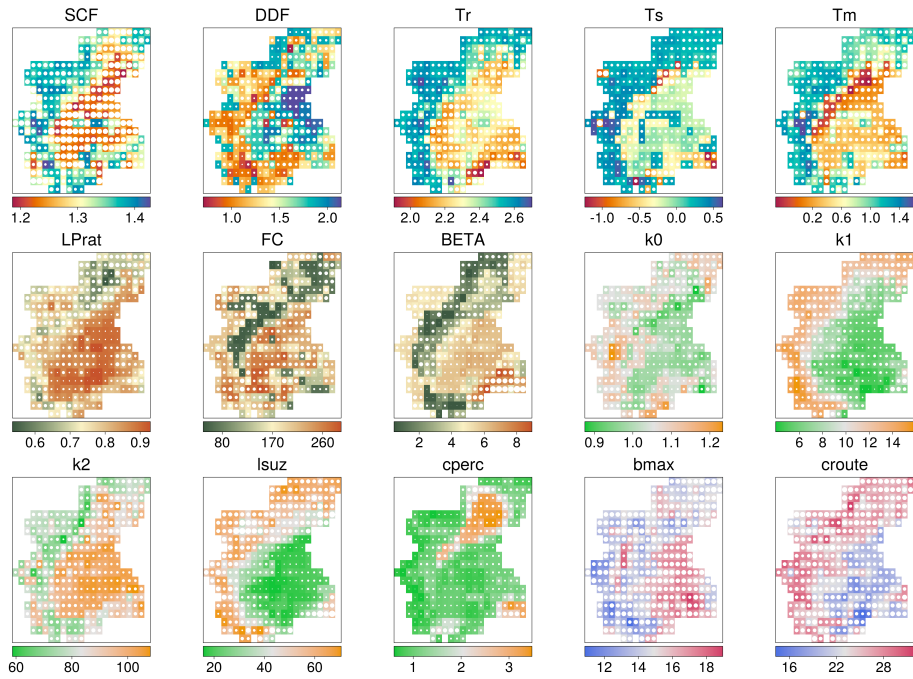 SCF DDF Tr Ts Tm
1.2 1.3 1.4 1.0 1.5 2.0 2.0 2.2 2.4 2.6 -1.0 -0.5 0.0 0.5 0.2 0.6 1.0 1.4
LPrat FC BETA k0 k1
0.6 0.7 0.8 0.9 80 170 260 2 4 6 8 0.9 1.0 1.1 1.2 4 6 8 10 14
k2 lsuz cperc bmax croute
60 80 100 20 40 60 1 2 3 11 14 16 18 16 22 28